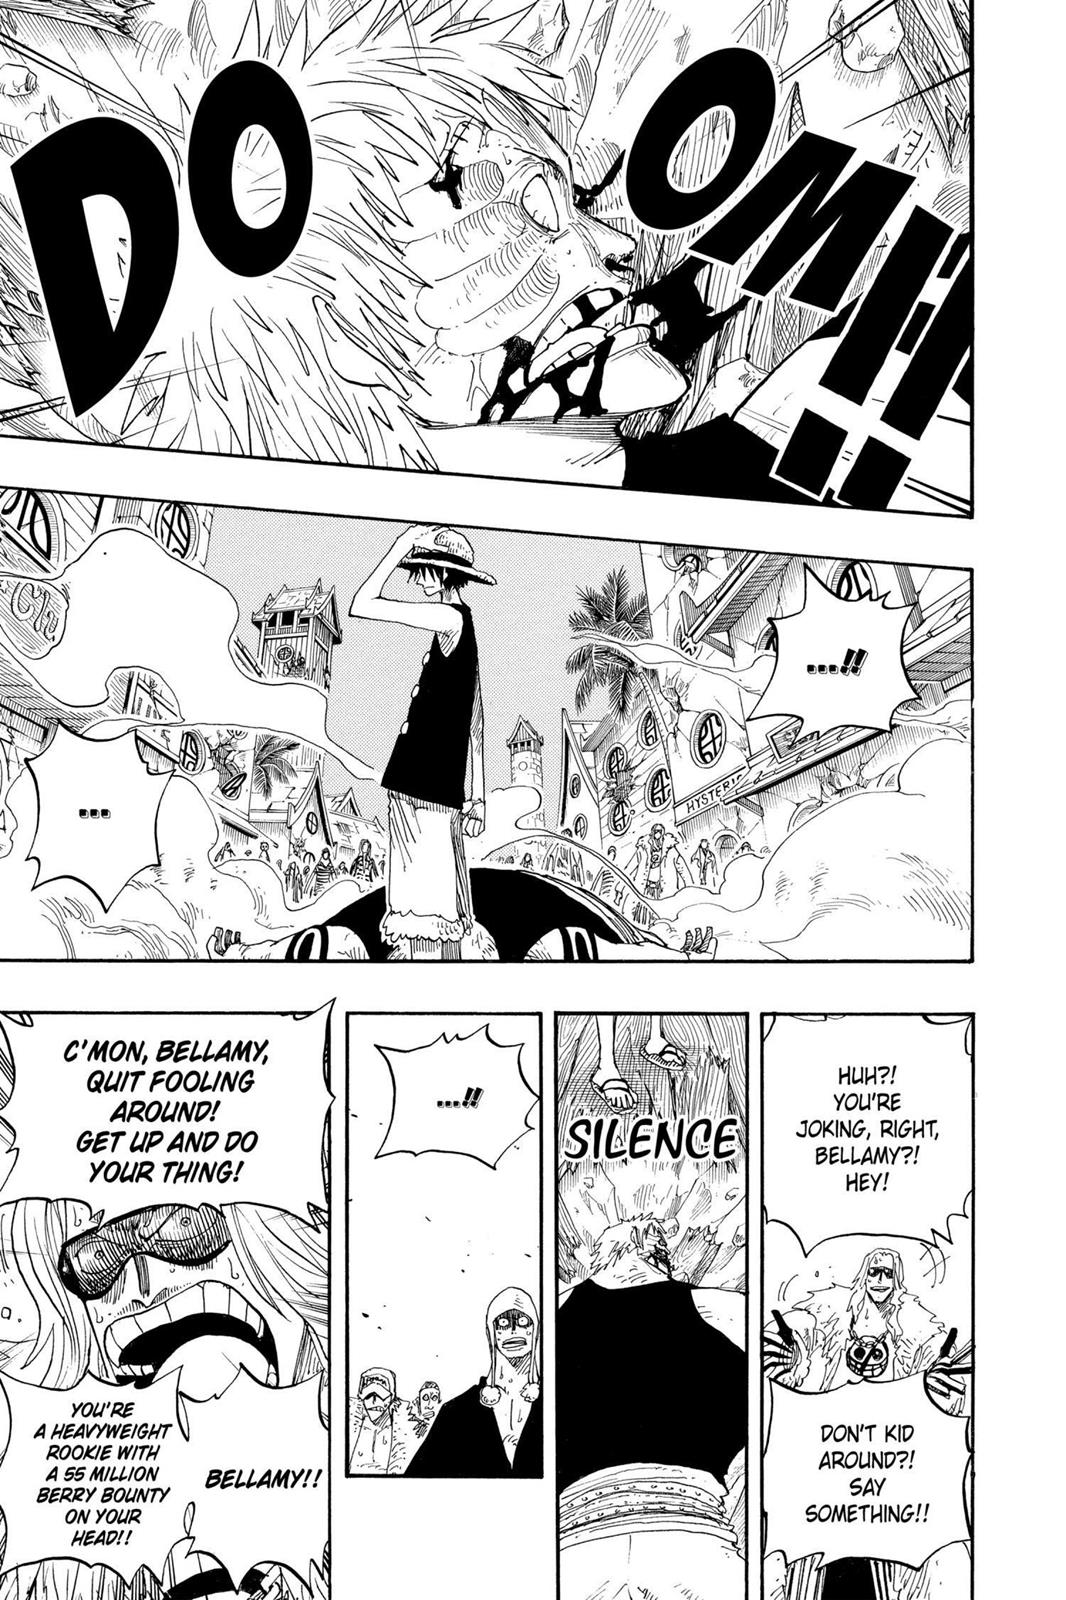 DOOMF!!
...!!
...
HYSTERIC
HUH?!
YOU'RE
JOKING, RIGHT,
BELLAMY?!
HEY!
DON'T KID
AROUND?!
SAY
SOMETHING!!
SILENCE
...!!
C'MON, BELLAMY,
QUIT FOOLING
AROUND!
GET UP AND DO
YOUR THING!
BELLAMY!!
YOU'RE
A HEAVYWEIGHT
ROOKIE WITH
A 55 MILLION
BERRY BOUNTY
ON YOUR
HEAD!!